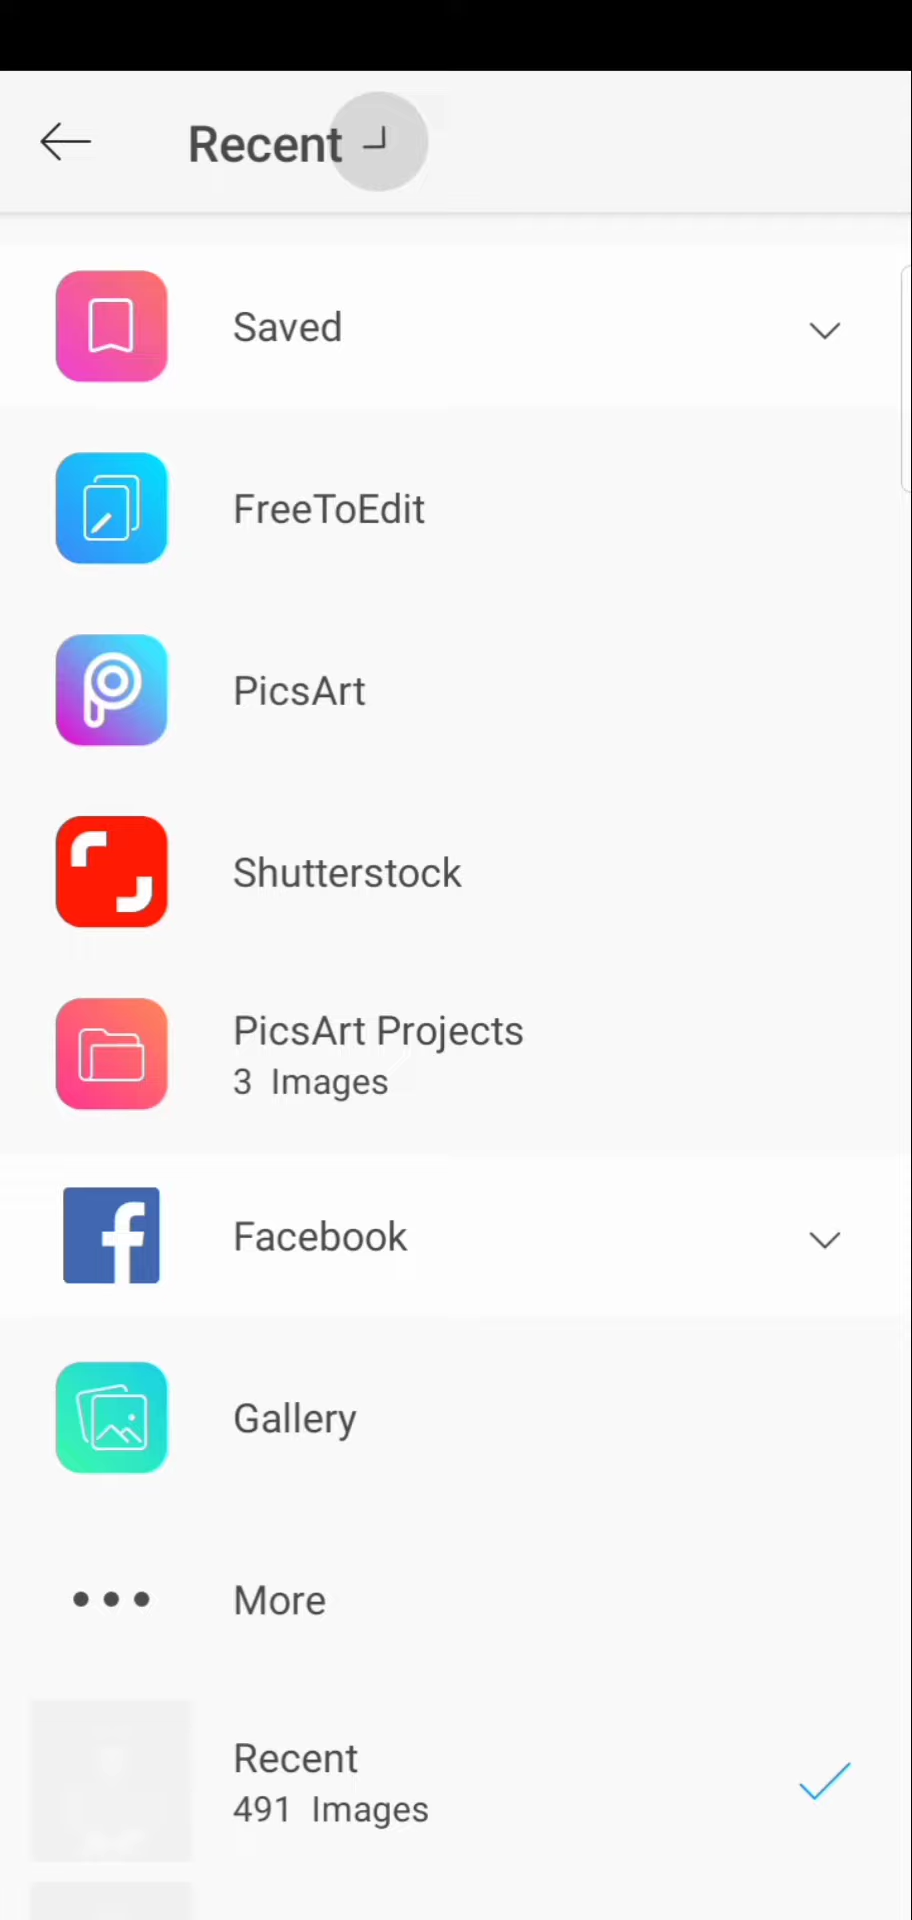 Recent
Saved
FreeToEdit
PicsArt
Shutterstock
PicsArt Projects
3 Images
Facebook
Gallery
More
Recent
491 Images